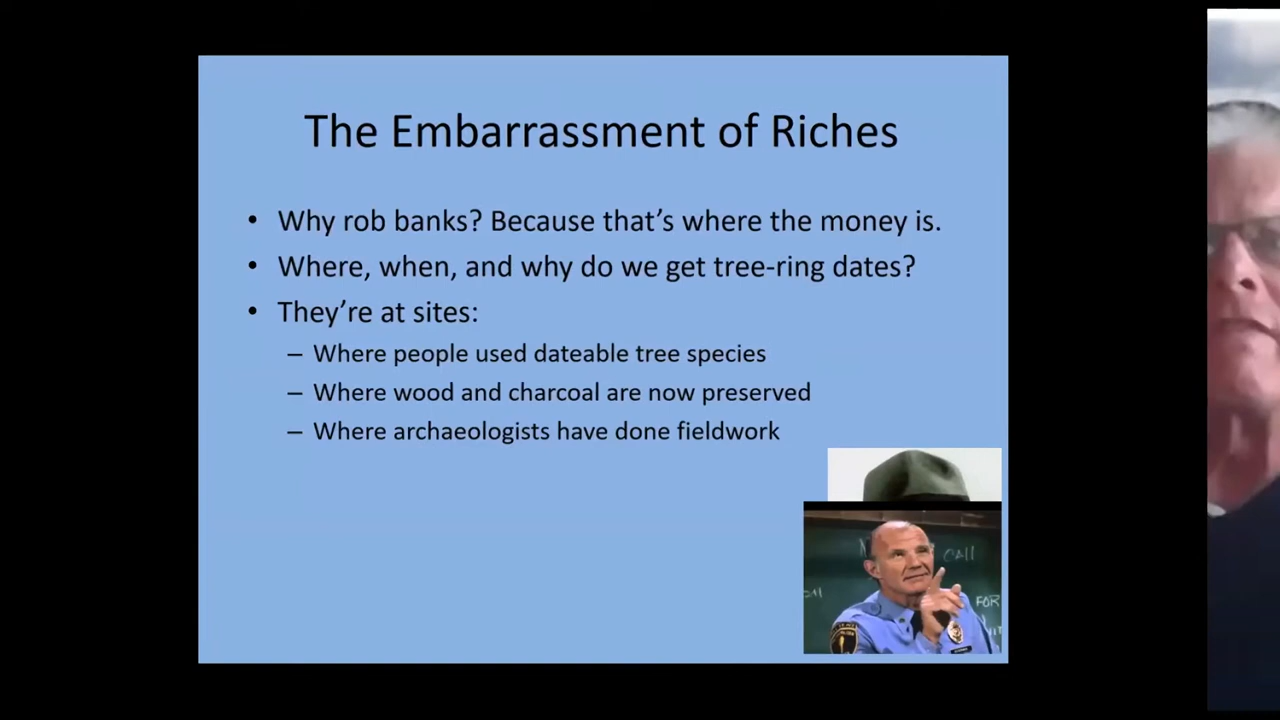 The Embarrassment of Riches
• Why rob banks? Because that’s where the money is.
• Where, when, and why do we get tree-ring dates?
• They’re at sites:
– Where people used dateable tree species
– Where wood and charcoal are now preserved
– Where archaeologists have done fieldwork
CALL
FOR